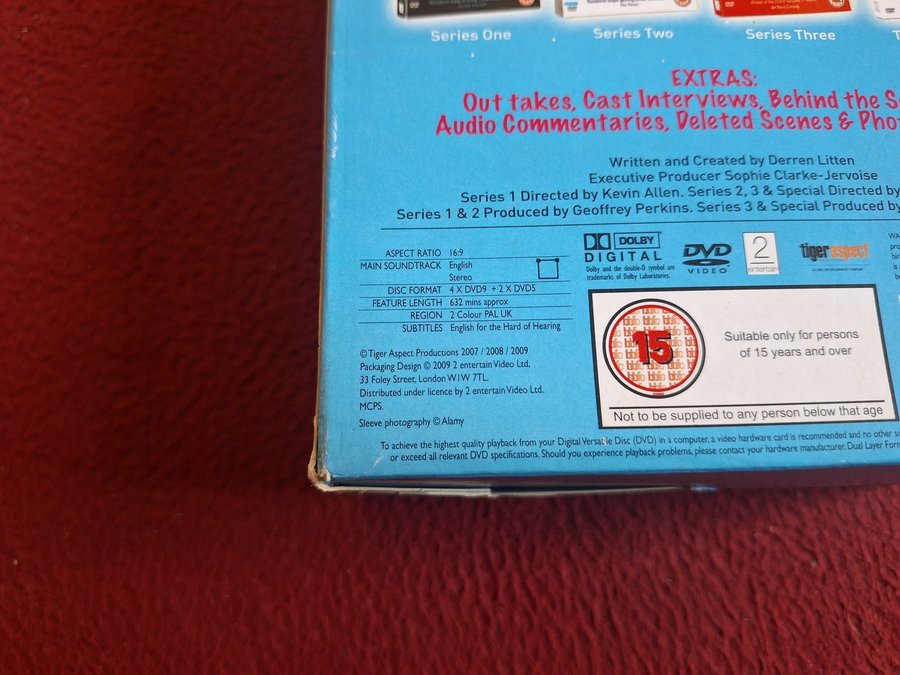 Series One Series Two Series Three
EXTRAS:
Out takes, Cast Interviews, Behind the
Audio Commentaries, Deleted Scenes &
Written and Created by Derren Litten
Executive Producer Sophie Clarke-Jervoise
Series 1 Directed by Kevin Allen. Series 2, 3 & Special Directed by
Series 1 & 2 Produced by Geoffrey Perkins. Series 3 & Special Produced by
ASPECT RATIO 16:9
MAIN SOUNDTRACK English
Stereo
DISC FORMAT 4 X DVD9 + 2 X DVD5
FEATURE LENGTH 632 mins approx
REGION 2 Colour PAL UK
SUBTITLES English for the Hard of Hearing
DOLBY
DIGITAL
Dolby and the double-D symbol are
trademarks of Dolby Laboratories.
DVD
VIDEO
2
entertain
tigeraspect
©Tiger Aspect Productions 2007 / 2008 / 2009
Packaging Design © 2009 2 entertain Video Ltd,
33 Foley Street, London W1W 7TL.
Distributed under licence by 2 entertain Video Ltd.
MCPS.
Sleeve photography © Alamy
15
Suitable only for persons
of 15 years and over
Not to be supplied to any person below that age
To achieve the highest quality playback from your Digital Versatile Disc (DVD) in a computer, a video hardware card is recommended and no other
or exceed all relevant DVD specifications. Should you experience playback problems, please contact your hardware manufacturer. Dual Layer